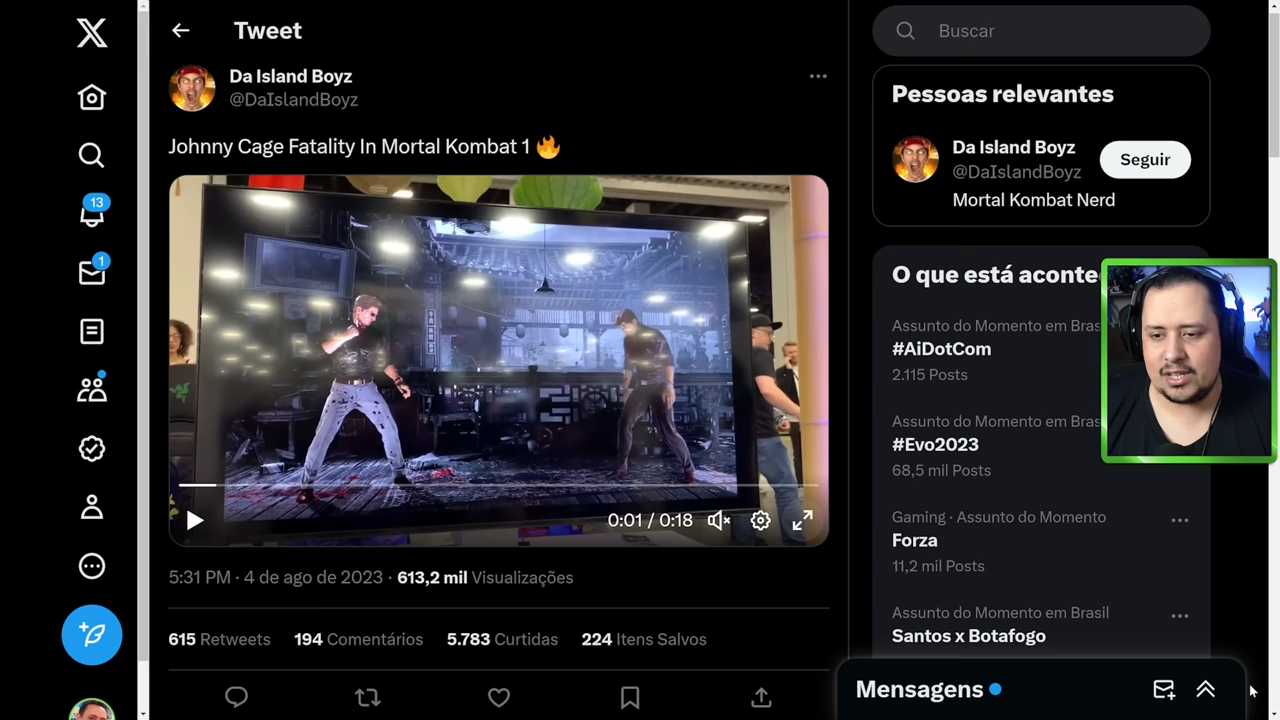 Tweet
Da Island Boyz
@DaIslandBoyz
Johnny Cage Fatality In Mortal Kombat 1 🔥
0:01 / 0:18
5:31 PM · 4 de ago de 2023 · 613,2 mil Visualizações
615 Retweets 194 Comentários 5.783 Curtidas 224 Itens Salvos
13
1
Buscar
Pessoas relevantes
Da Island Boyz
@DaIslandBoyz
Seguir
Mortal Kombat Nerd
O que está aconte
Assunto do Momento em Bras
#AiDotCom
2.115 Posts
Assunto do Momento em Bras
#Evo2023
68,5 mil Posts
Gaming · Assunto do Momento
Forza
11,2 mil Posts
Assunto do Momento em Brasil
Santos x Botafogo
Mensagens